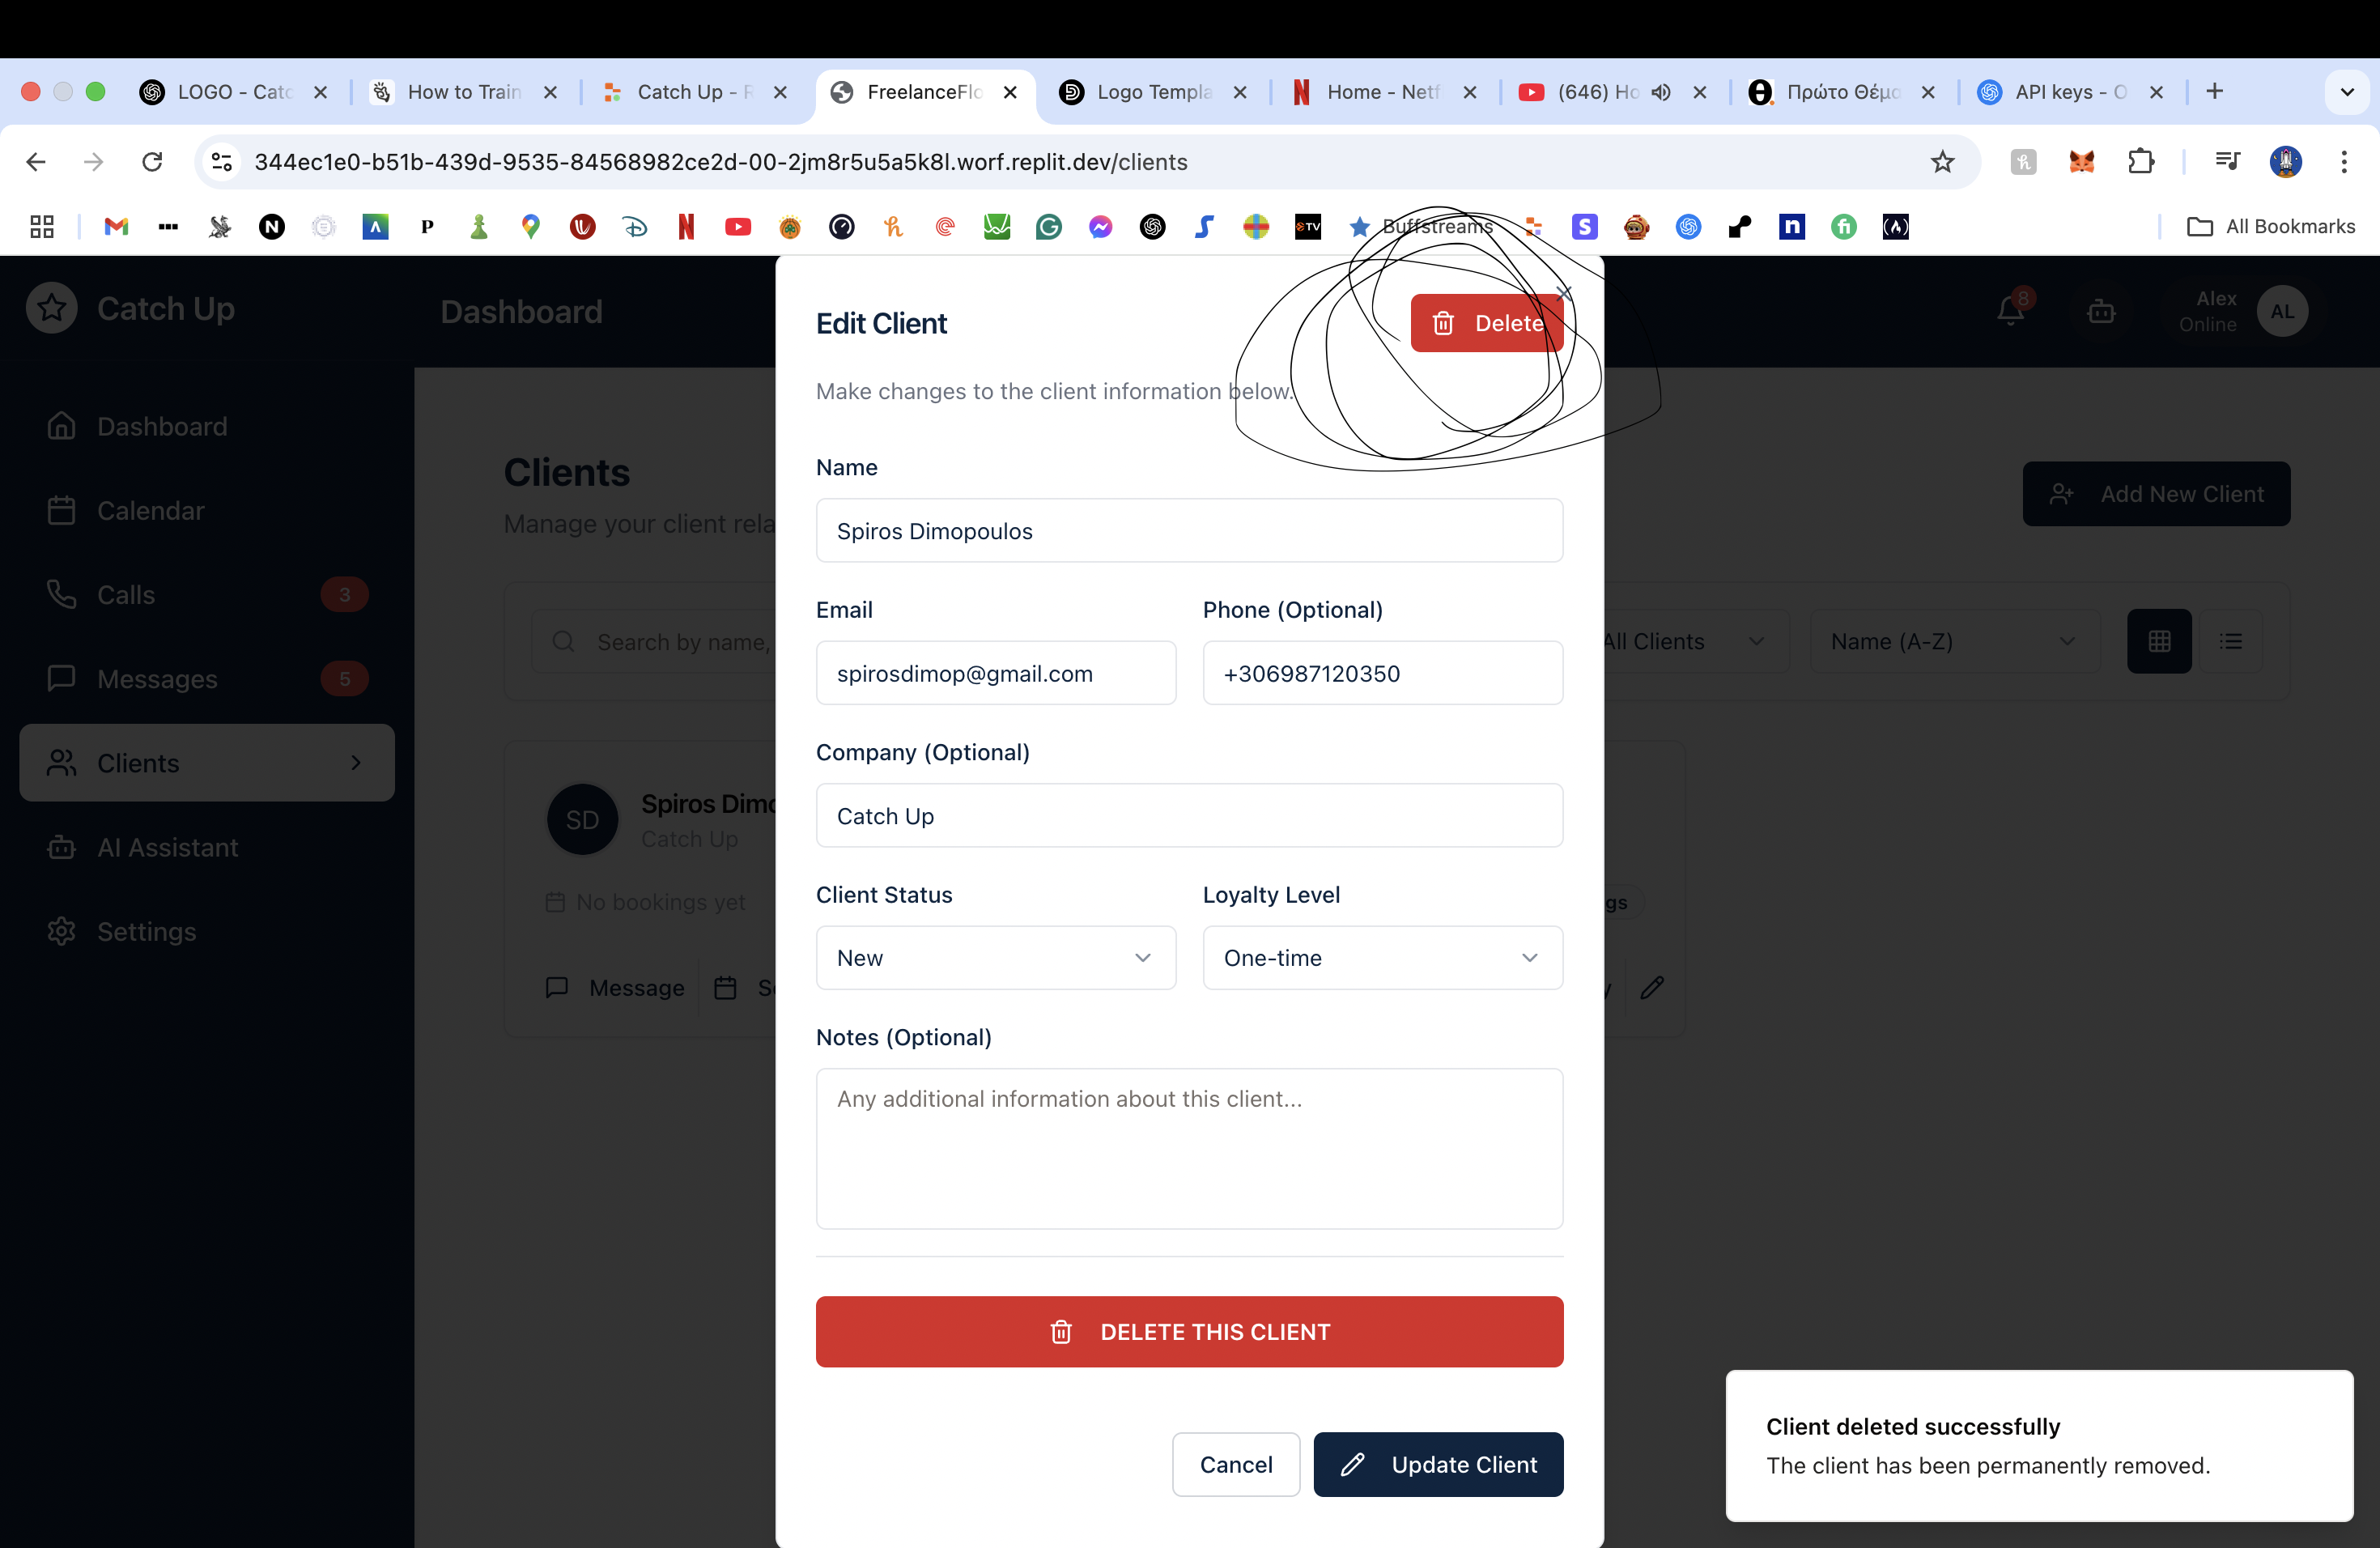 LOGO - Catc
How to Train
Catch Up - R
FreelanceFlo
Logo Templa
Home - Netf
(646) Ho
Πρώτο Θέμα
API keys - O
344ec1e0-b51b-439d-9535-84568982ce2d-00-2jm8r5u5a5k8l.worf.replit.dev/clients
Buffstreams
All Bookmarks
Catch Up
Dashboard
8
Alex
Online
AL
Dashboard
Calendar
Calls
3
Messages
5
Clients
AI Assistant
Settings
Clients
Manage your client rela
Add New Client
Search by name,
All Clients
Name (A-Z)
SD
Spiros Dimo
Catch Up
No bookings yet
gs
Message
Edit Client
Delete
Make changes to the client information below.
Name
Spiros Dimopoulos
Email
Phone (Optional)
spirosdimop@gmail.com
+306987120350
Company (Optional)
Catch Up
Client Status
Loyalty Level
New
One-time
Notes (Optional)
Any additional information about this client...
DELETE THIS CLIENT
Cancel
Update Client
Client deleted successfully
The client has been permanently removed.